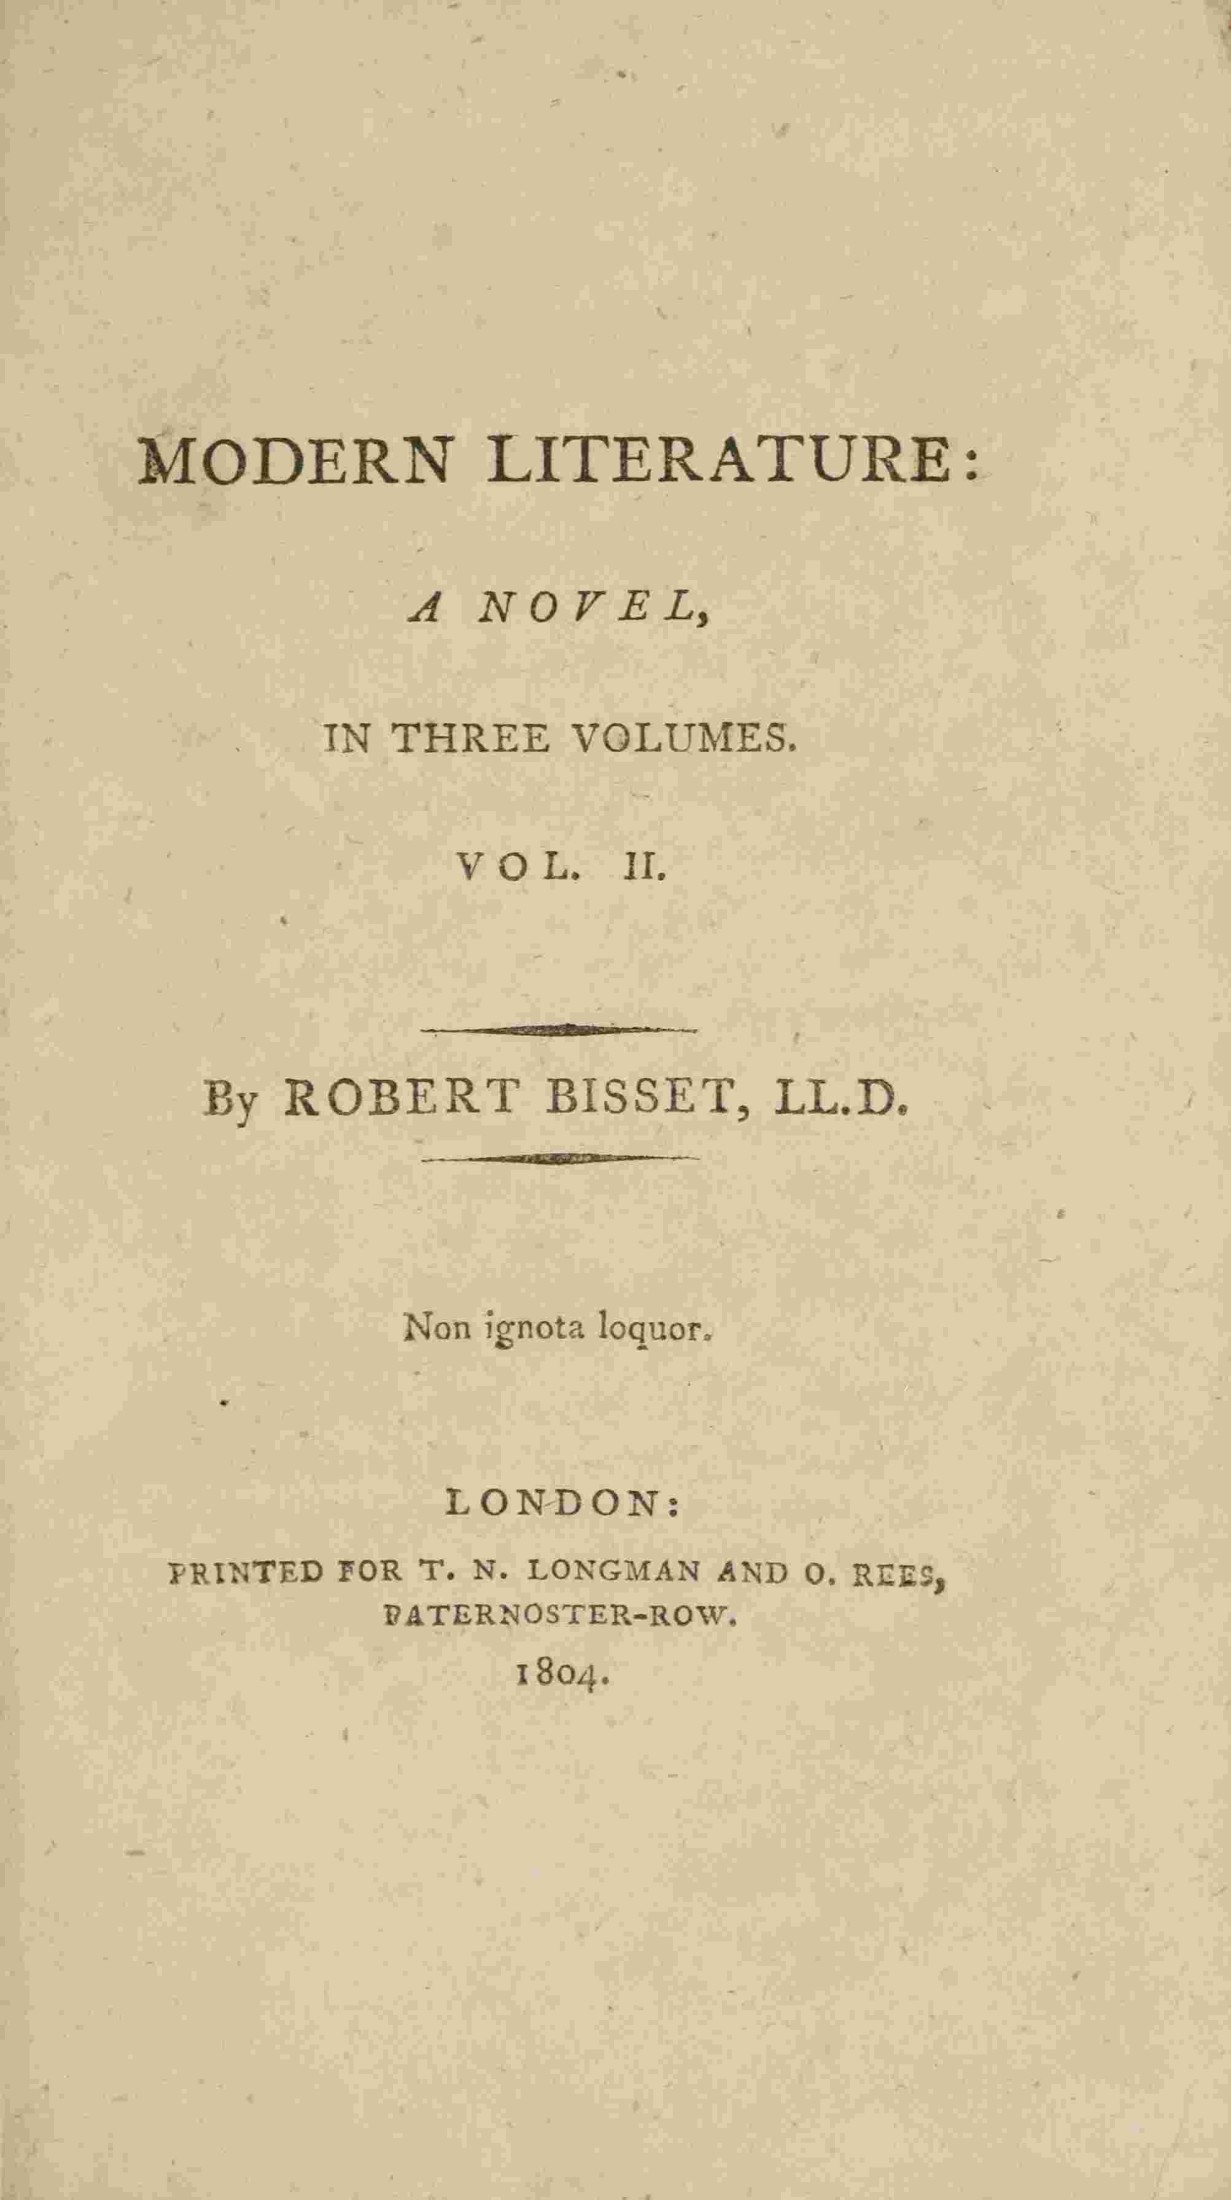 MODERN LITERATURE:
A NOVEL,
IN THREE VOLUMES.
VOL. II.
By ROBERT BISSET, LL.D.
Non ignota loquor.
LONDON:
PRINTED FOR T. N. LONGMAN AND O. REES,
PATERNOSTER-ROW.
1804.